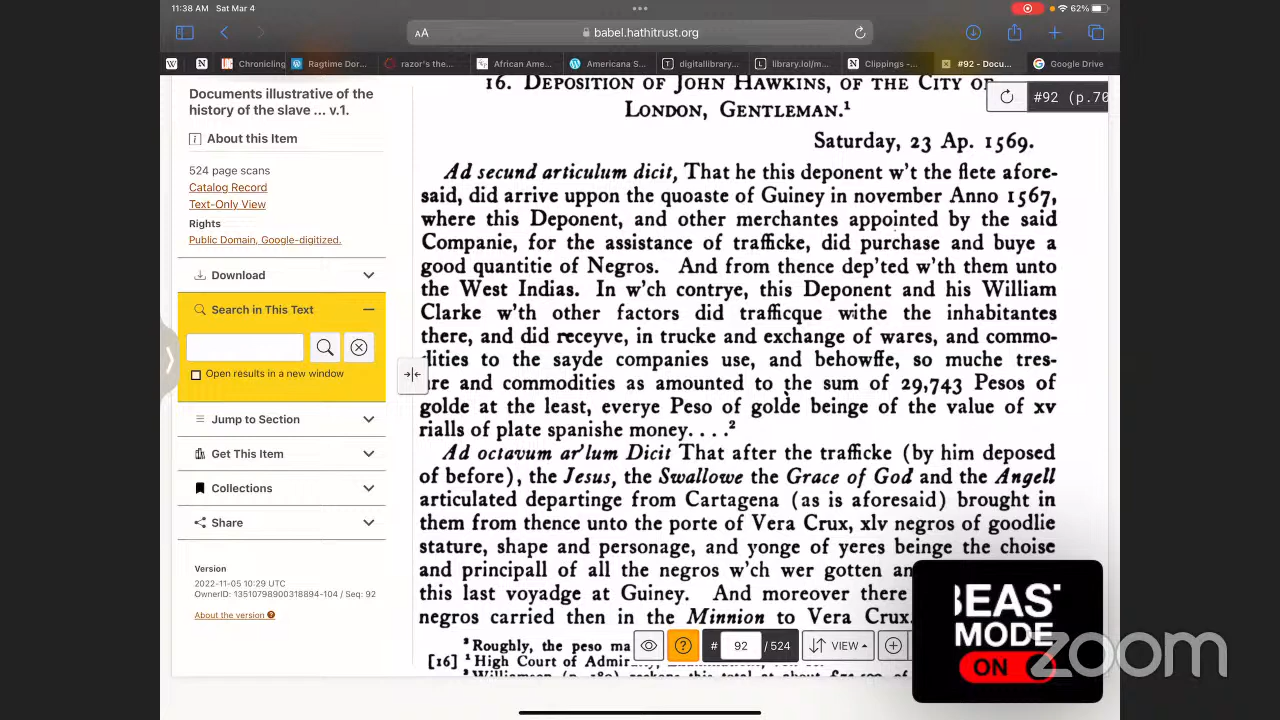 11:38 AM Sat Mar 4
62%
AA babel.hathitrust.org
Chronicling
Ragtime Dor...
razor's the...
African Ame...
Americana S...
digitallibrary...
library.lol/m...
Clippings -...
#92 - Docu...
Google Drive
Documents illustrative of the
history of the slave ... v.1.
About this Item
524 page scans
Catalog Record
Text-Only View
Rights
Public Domain, Google-digitized.
Download
Search in This Text
Open results in a new window
Jump to Section
Get This Item
Collections
Share
Version
2022-11-05 10:29 UTC
OwnerID: 13510798900318894-104 / Seq: 92
About the version
#92 (p.70
16. Deposition of John Hawkins, of the City of
London, Gentleman.¹
Saturday, 23 Ap. 1569.
Ad secund articulum dicit, That he this deponent w't the flete afore-
said, did arrive uppon the quoaste of Guiney in november Anno 1567,
where this Deponent, and other merchantes appointed by the said
Companie, for the assistance of trafficke, did purchase and buye a
good quantitie of Negros. And from thence dep'ted w'th them unto
the West Indias. In w'ch contrye, this Deponent and his William
Clarke w'th other factors did trafficque withe the inhabitantes
there, and did receyve, in trucke and exchange of wares, and commo-
dities to the sayde companies use, and behowffe, so muche tres-
re and commodities as amounted to the sum of 29,743 Pesos of
golde at the least, everye Peso of golde beinge of the value of xv
rialls of plate spanishe money....²
Ad octavum ar'lum Dicit That after the trafficke (by him deposed
of before), the Jesus, the Swallowe the Grace of God and the Angell
articulated departinge from Cartagena (as is aforesaid) brought in
them from thence unto the porte of Vera Crux, xlv negros of goodlie
stature, shape and personage, and yonge of yeres beinge the choise
and principall of all the negros w'ch wer gotten an
this last voyadge at Guiney. And moreover there
negros carried then in the Minnion to Vera Crux.
Roughly, the peso ma
[16] ¹ High Court of Admir
# 92 / 524 VIEW
BEAST
MODE
ON
zoom